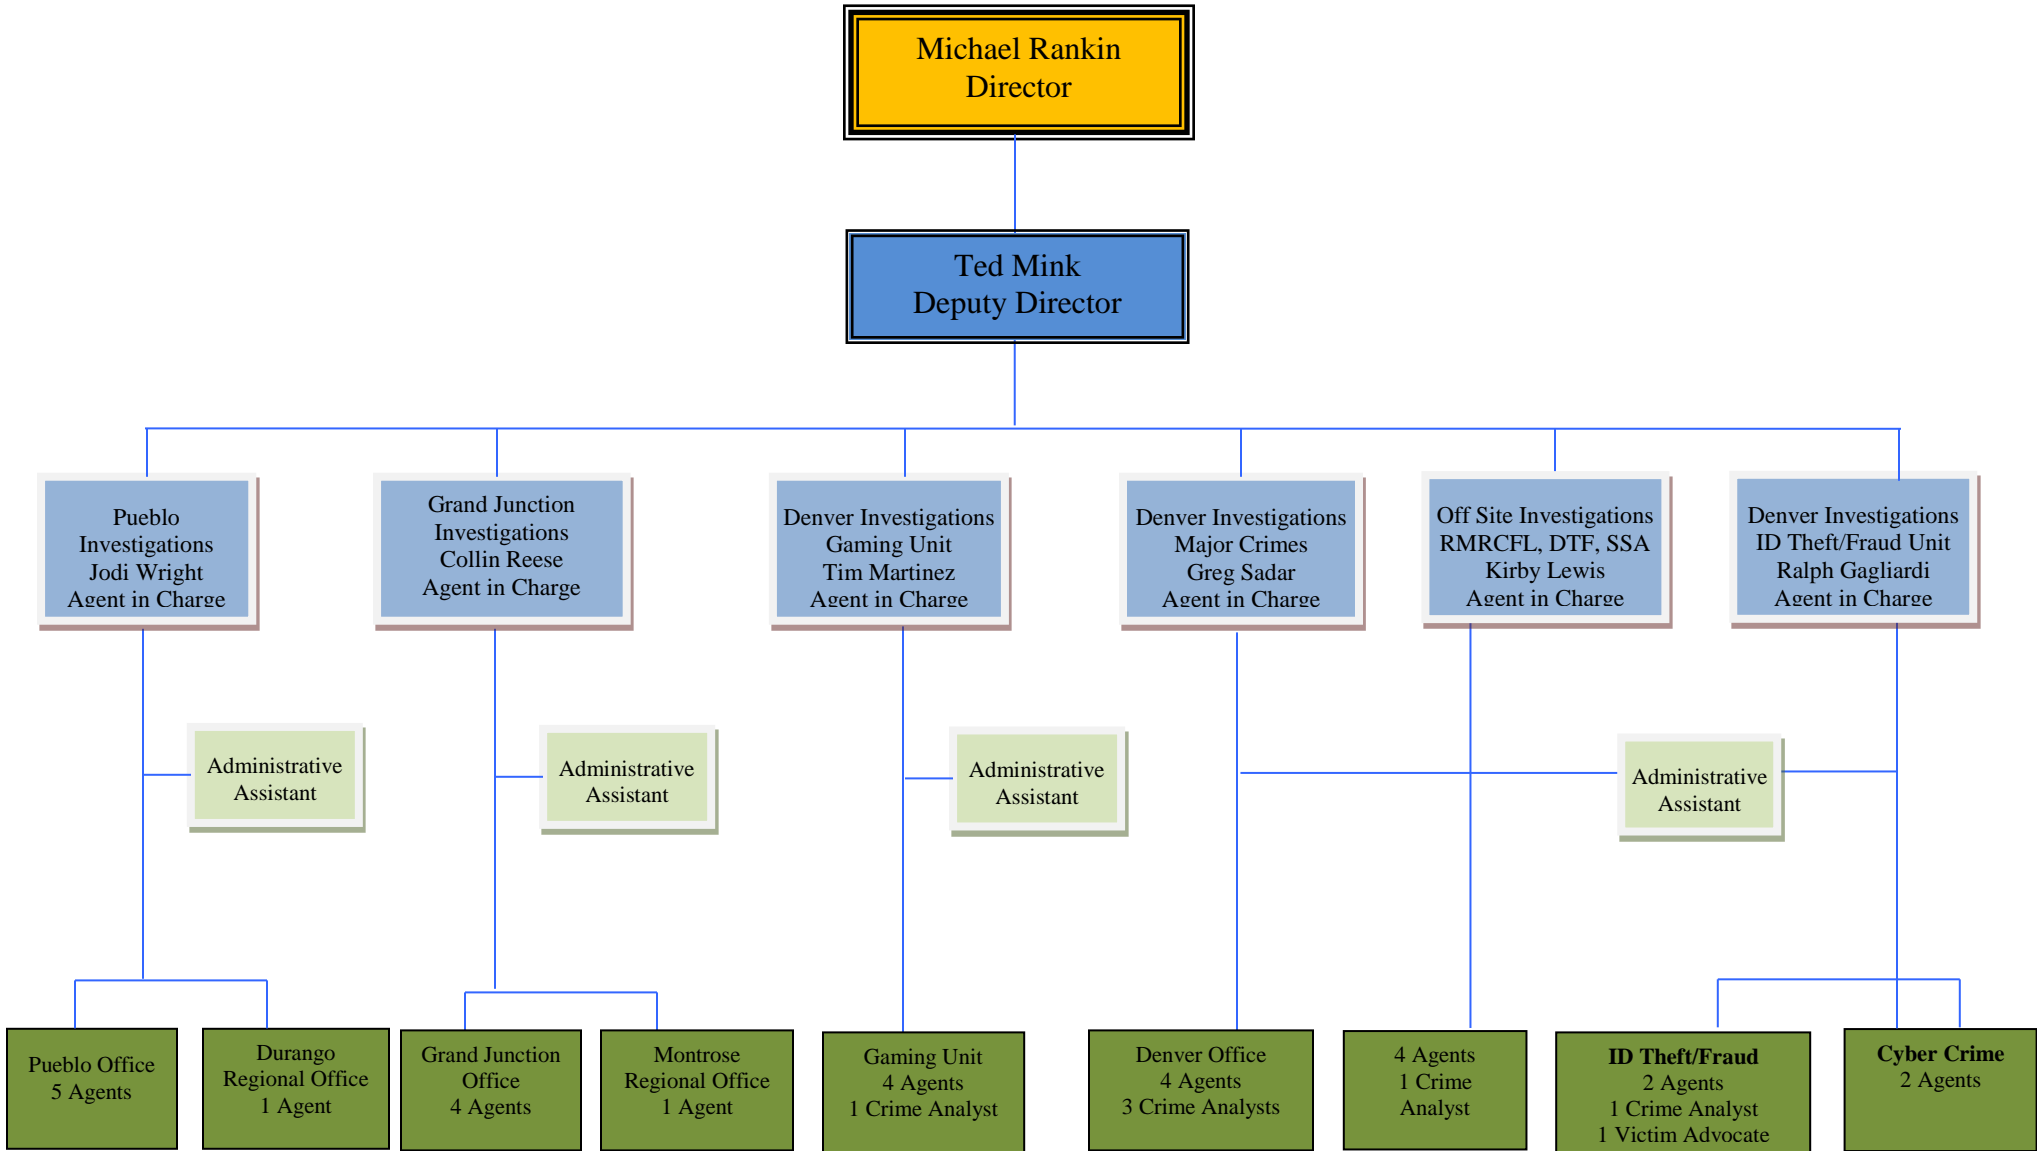 Michael Rankin
Director
Ted Mink
Deputy Director
Pueblo
Investigations
Jodi Wright
Agent in Charge
Grand Junction
Investigations
Collin Reese
Agent in Charge
Denver Investigations
Gaming Unit
Tim Martinez
Agent in Charge
Denver Investigations
Major Crimes
Greg Sadar
Agent in Charge
Off Site Investigations
RMRCFL, DTF, SSA
Kirby Lewis
Agent in Charge
Denver Investigations
ID Theft/Fraud Unit
Ralph Gagliardi
Agent in Charge
Administrative
Assistant
Administrative
Assistant
Administrative
Assistant
Administrative
Assistant
Pueblo Office
5 Agents
Durango
Regional Office
1 Agent
Grand Junction
Office
4 Agents
Montrose
Regional Office
1 Agent
Gaming Unit
4 Agents
1 Crime Analyst
Denver Office
4 Agents
3 Crime Analysts
4 Agents
1 Crime
Analyst
ID Theft/Fraud
2 Agents
1 Crime Analyst
1 Victim Advocate
Cyber Crime
2 Agents